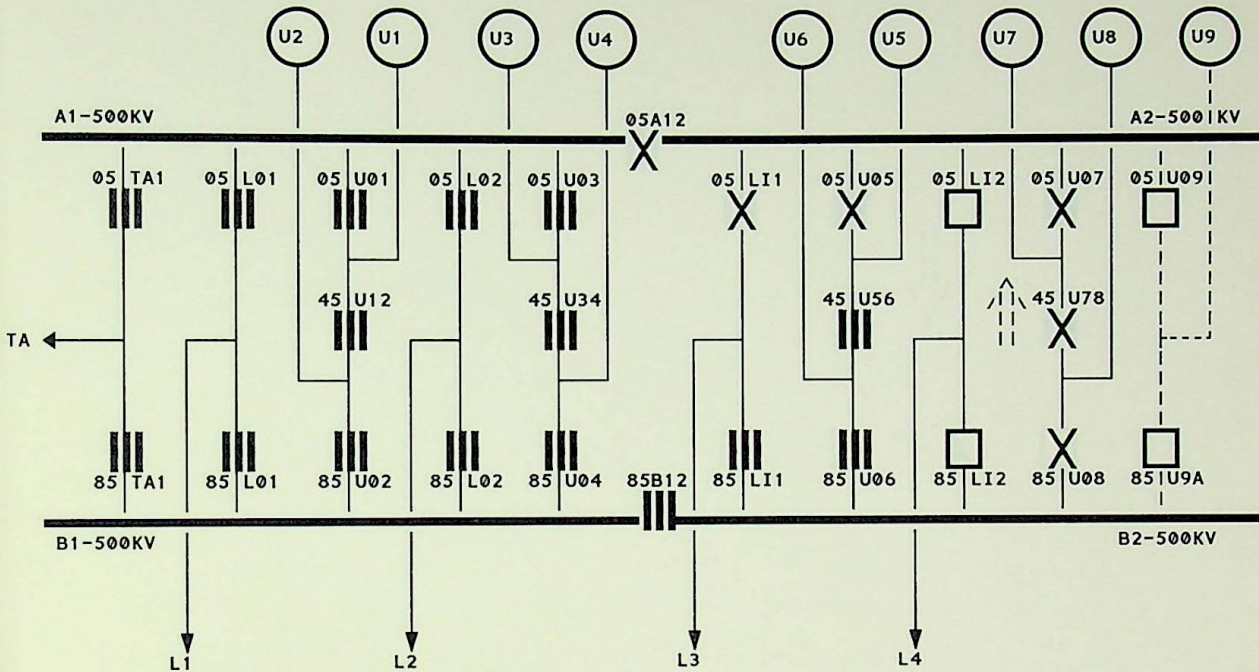 U2 U1 U3 U4 U6 U5 U7 U8 U9
A1-500KV 05A12 A2-500 KV
05 TA1 05 L01 05 U01 05 L02 05 U03 05 LI1 05 U05 05 LI2 05 U07 05 U09
45 U12 45 U34 45 U56 45 U78
TA
85 TA1 85 L01 85 U02 85 L02 85 U04 85B12 85 LI1 85 U06 85 LI2 85 U08 85 U9A
B1-500KV B2-500KV
L1 L2 L3 L4